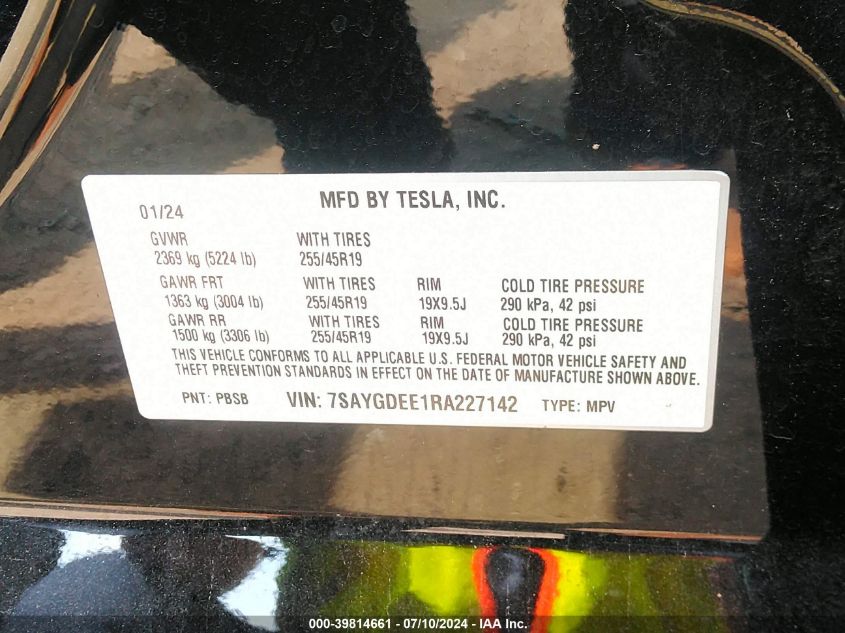 01/24 MFD BY TESLA, INC.
GVWR WITH TIRES
2369 kg (5224 lb) 255/45R19
GAWR FRT WITH TIRES RIM COLD TIRE PRESSURE
1363 kg (3004 lb) 255/45R19 19X9.5J 290 kPa, 42 psi
GAWR RR WITH TIRES RIM COLD TIRE PRESSURE
1500 kg (3306 lb) 255/45R19 19X9.5J 290 kPa, 42 psi
THIS VEHICLE CONFORMS TO ALL APPLICABLE U.S. FEDERAL MOTOR VEHICLE SAFETY AND
THEFT PREVENTION STANDARDS IN EFFECT ON THE DATE OF MANUFACTURE SHOWN ABOVE.
PNT: PBSB VIN: 7SAYGDEE1RA227142 TYPE: MPV
000-39814661 - 07/10/2024 - IAA Inc.